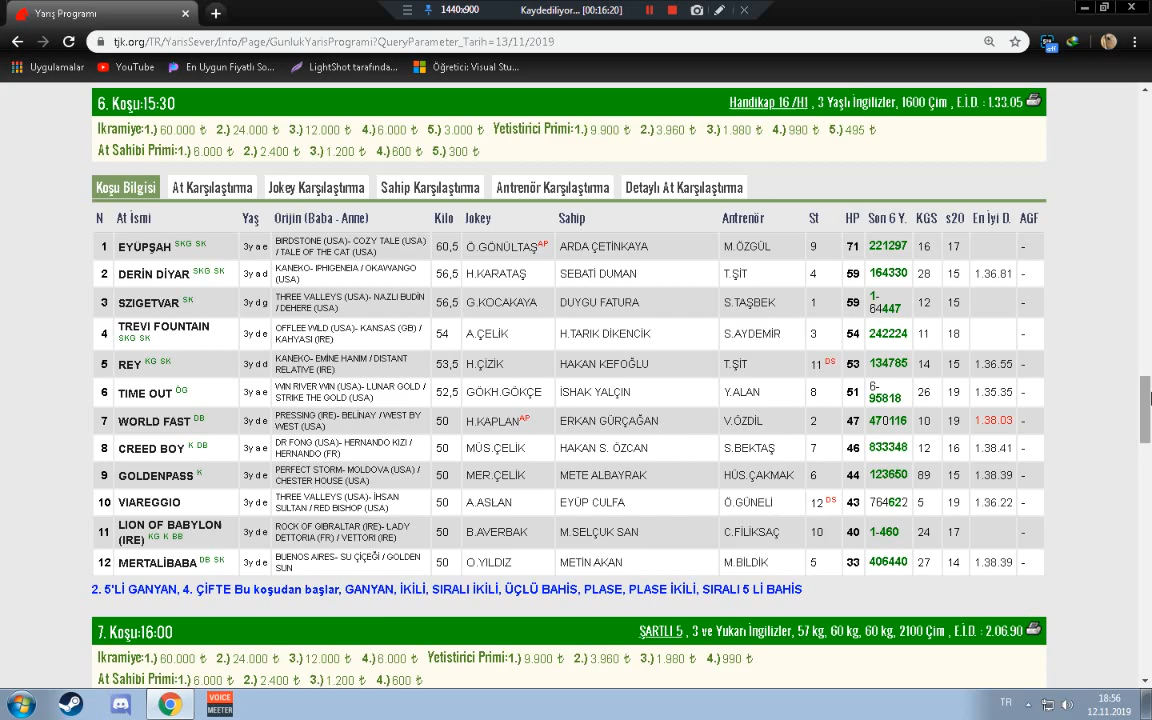 Yarış Programı
1440x900
Kaydediliyor... [00:16:20]
tjk.org/TR/YarisSever/Info/Page/GunlukYarisProgrami?QueryParameter_Tarih=13/11/2019
off
Uygulamalar YouTube En Uygun Fiyatlı So... LightShot tarafında... Öğretici: Visual Stu...
6. Koşu:15:30 Handikap 16 /H1 , 3 Yaşlı İngilizler, 1600 Çim , E.İ.D. : 1.33.05
Ikramiye:1.) 60.000 ₺ 2.) 24.000 ₺ 3.) 12.000 ₺ 4.) 6.000 ₺ 5.) 3.000 ₺ Yetistirici Primi:1.) 9.900 ₺ 2.) 3.960 ₺ 3.) 1.980 ₺ 4.) 990 ₺ 5.) 495 ₺
At Sahibi Primi:1.) 6.000 ₺ 2.) 2.400 ₺ 3.) 1.200 ₺ 4.) 600 ₺ 5.) 300 ₺
Koşu Bilgisi At Karşılaştırma Jokey Karşılaştırma Sahip Karşılaştırma Antrenör Karşılaştırma Detaylı At Karşılaştırma
N At İsmi Yaş Orijin (Baba - Anne) Kilo Jokey Sahip Antrenör St HP Son 6 Y. KGS s20 En İyi D. AGF
1 EYÜPŞAH SKG SK 3y a e BIRDSTONE (USA)- COZY TALE (USA) / TALE OF THE CAT (USA) 60,5 Ö.GÖNÜLTAŞ AP ARDA ÇETİNKAYA M.ÖZGÜL 9 71 221297 16 17 -
2 DERİN DİYAR SKG SK 3y a d KANEKO- IPHIGENEIA / OKAWANGO (USA) 56,5 H.KARATAŞ SEBATİ DUMAN T.ŞİT 4 59 164330 28 15 1.36.81 -
3 SZIGETVAR SK 3y d g THREE VALLEYS (USA)- NAZLI BUDİN / DEHERE (USA) 56,5 G.KOCAKAYA DUYGU FATURA S.TAŞBEK 1 59 1-64447 12 15 -
4 TREVI FOUNTAIN SKG SK 3y d e OFFLEE WILD (USA)- KANSAS (GB) / KAHYASI (IRE) 54 A.ÇELİK H.TARIK DİKENCİK S.AYDEMİR 3 54 242224 11 18 -
5 REY KG SK 3y d d KANEKO- EMİNE HANIM / DISTANT RELATIVE (IRE) 53,5 H.ÇİZİK HAKAN KEFOĞLU T.ŞİT 11 DS 53 134785 14 15 1.36.55 -
6 TIME OUT ÖG 3y a e WIN RIVER WIN (USA)- LUNAR GOLD / STRIKE THE GOLD (USA) 52,5 GÖKH.GÖKÇE İSHAK YALÇIN Y.ALAN 8 51 6-95818 26 19 1.35.35 -
7 WORLD FAST DB 3y d e PRESSING (IRE)- BELİNAY / WEST BY WEST (USA) 50 H.KAPLAN AP ERKAN GÜRÇAĞAN V.ÖZDİL 2 47 470116 10 19 1.38.03 -
8 CREED BOY K DB 3y a e DR FONG (USA)- HERNANDO KIZI / HERNANDO (FR) 50 MÜS.ÇELİK HAKAN S. ÖZCAN S.BEKTAŞ 7 46 833348 12 16 1.38.41 -
9 GOLDENPASS K 3y d e PERFECT STORM- MOLDOVA (USA) / CHESTER HOUSE (USA) 50 MER.ÇELİK METE ALBAYRAK HÜS.ÇAKMAK 6 44 123650 89 15 1.38.39 -
10 VIAREGGIO 3y d e THREE VALLEYS (USA)- İHSAN SULTAN / RED BISHOP (USA) 50 A.ASLAN EYÜP CULFA Ö.GÜNELİ 12 DS 43 764622 5 19 1.36.22 -
11 LION OF BABYLON (IRE) KG K BB 3y d e ROCK OF GIBRALTAR (IRE)- LADY DETTORIA (FR) / VETTORI (IRE) 50 B.AVERBAK M.SELÇUK SAN C.FİLİKSAÇ 10 40 1-460 24 17 -
12 MERTALİBABA DB SK 3y d e BUENOS AIRES- SU ÇİÇEĞİ / GOLDEN SUN 50 O.YILDIZ METİN AKAN M.BİLDİK 5 33 406440 27 14 1.38.39 -
2. 5'Lİ GANYAN, 4. ÇİFTE Bu koşudan başlar, GANYAN, İKİLİ, SIRALI İKİLİ, ÜÇLÜ BAHİS, PLASE, PLASE İKİLİ, SIRALI 5 Lİ BAHİS
7. Koşu:16:00 ŞARTLI 5 , 3 ve Yukarı İngilizler, 57 kg, 60 kg, 60 kg, 2100 Çim , E.İ.D. : 2.06.90
Ikramiye:1.) 60.000 ₺ 2.) 24.000 ₺ 3.) 12.000 ₺ 4.) 6.000 ₺ Yetistirici Primi:1.) 9.900 ₺ 2.) 3.960 ₺ 3.) 1.980 ₺ 4.) 990 ₺
At Sahibi Primi:1.) 6.000 ₺ 2.) 2.400 ₺ 3.) 1.200 ₺ 4.) 600 ₺
VOICE
MEETER
TR
18:56
12.11.2019